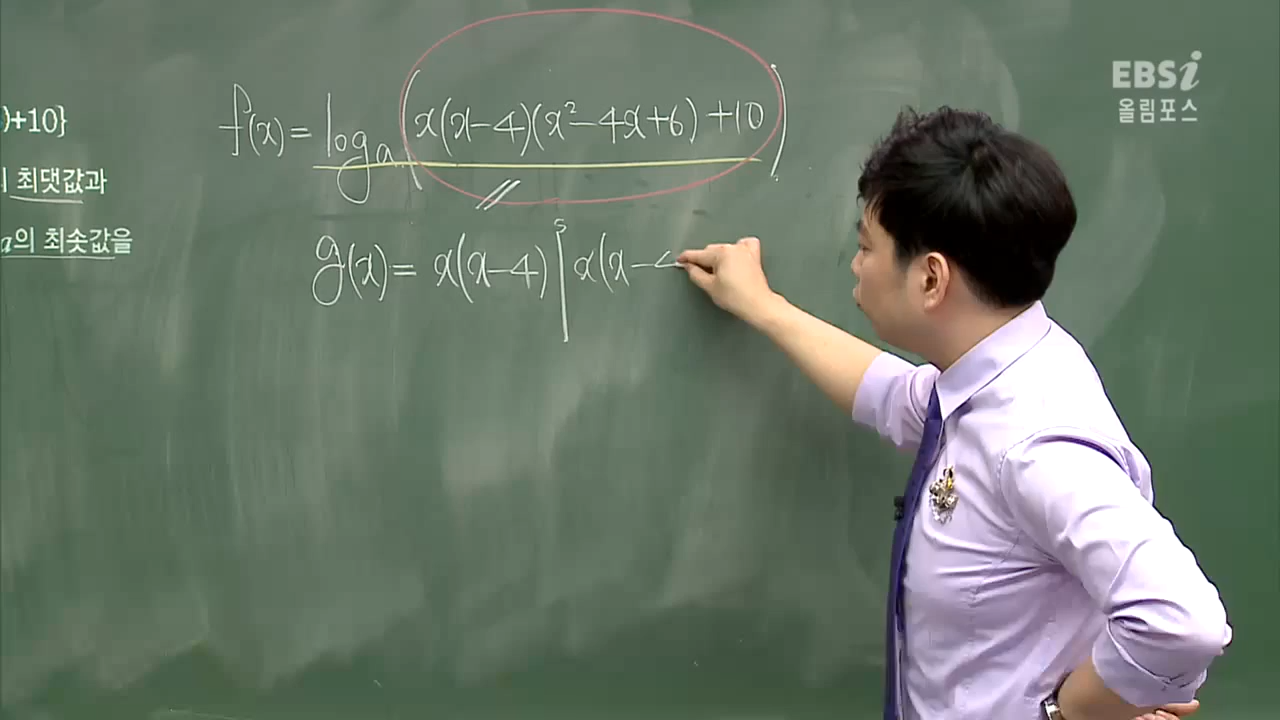 )+10}
최댓값과
a의 최솟값을
f(x) = log_a(x(x-4)(x²-4x+6)+10)
g(x) = x(x-4){x(x-4
EBSi
올림포스